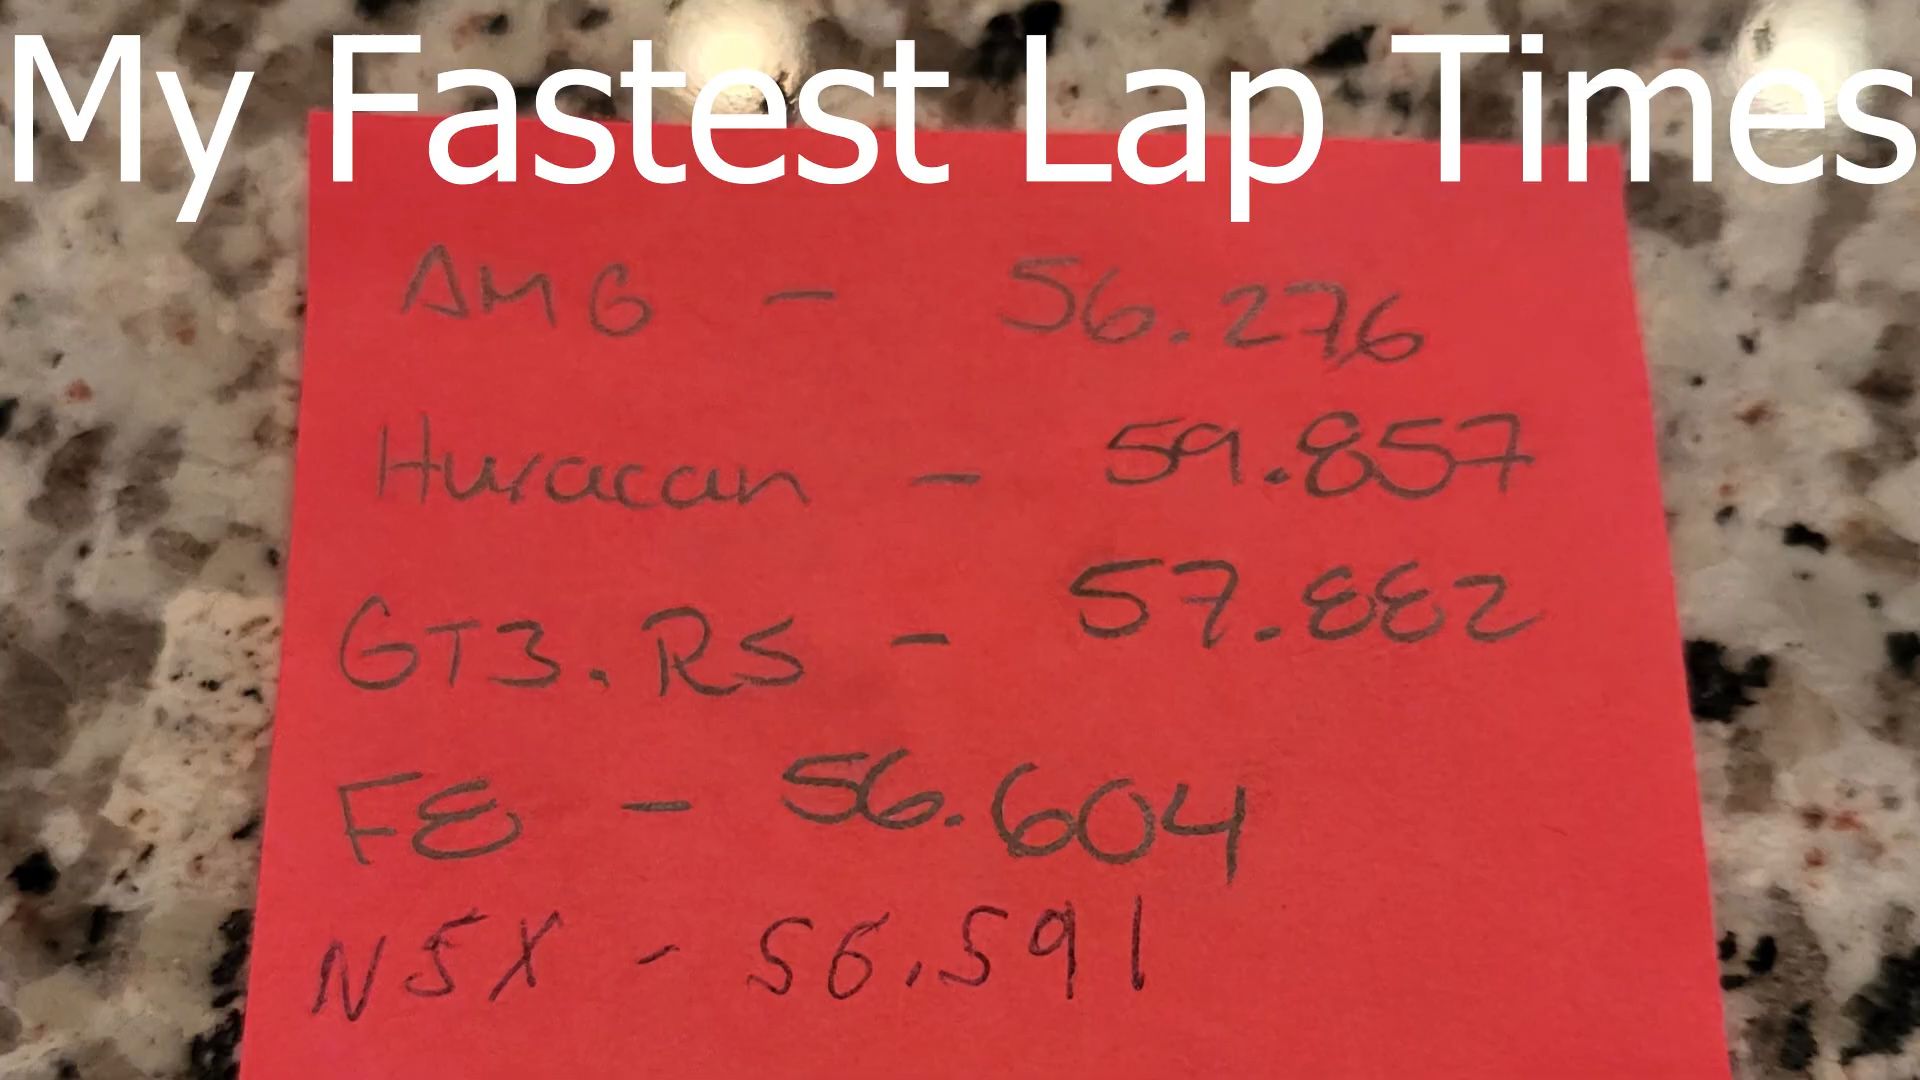 My Fastest Lap Times
AMG - 56.276
Huracan - 59.857
GT3.RS - 57.882
FE - 56.604
NSX - 56.591